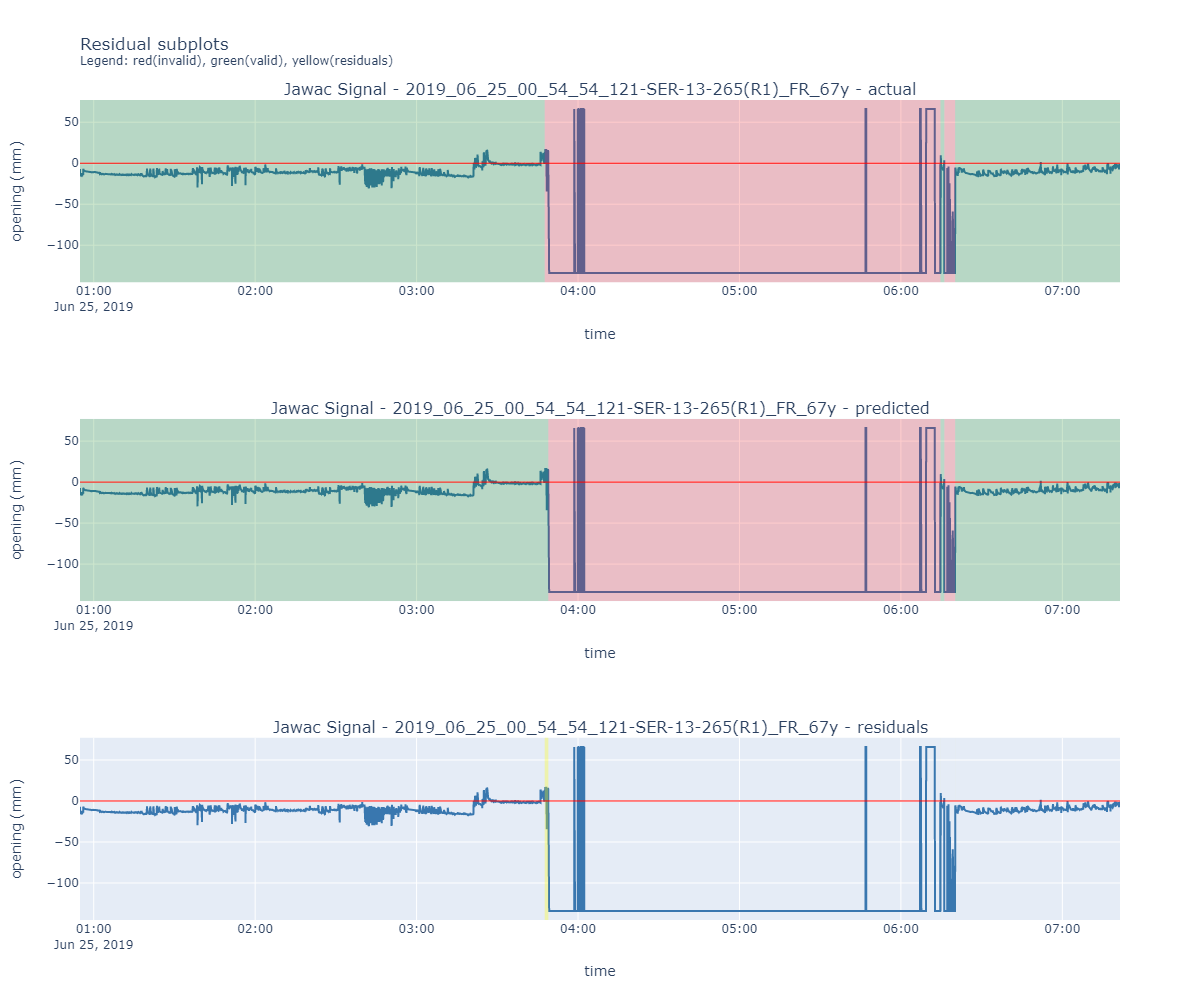 Residual subplots
Legend: red(invalid), green(valid), yellow(residuals)
Jawac Signal - 2019_06_25_00_54_54_121-SER-13-265(R1)_FR_67y - actual
opening (mm)
50
0
−50
−100
01:00 02:00 03:00 04:00 05:00 06:00 07:00
Jun 25, 2019
time
Jawac Signal - 2019_06_25_00_54_54_121-SER-13-265(R1)_FR_67y - predicted
opening (mm)
50
0
−50
−100
01:00 02:00 03:00 04:00 05:00 06:00 07:00
Jun 25, 2019
time
Jawac Signal - 2019_06_25_00_54_54_121-SER-13-265(R1)_FR_67y - residuals
opening (mm)
50
0
−50
−100
01:00 02:00 03:00 04:00 05:00 06:00 07:00
Jun 25, 2019
time